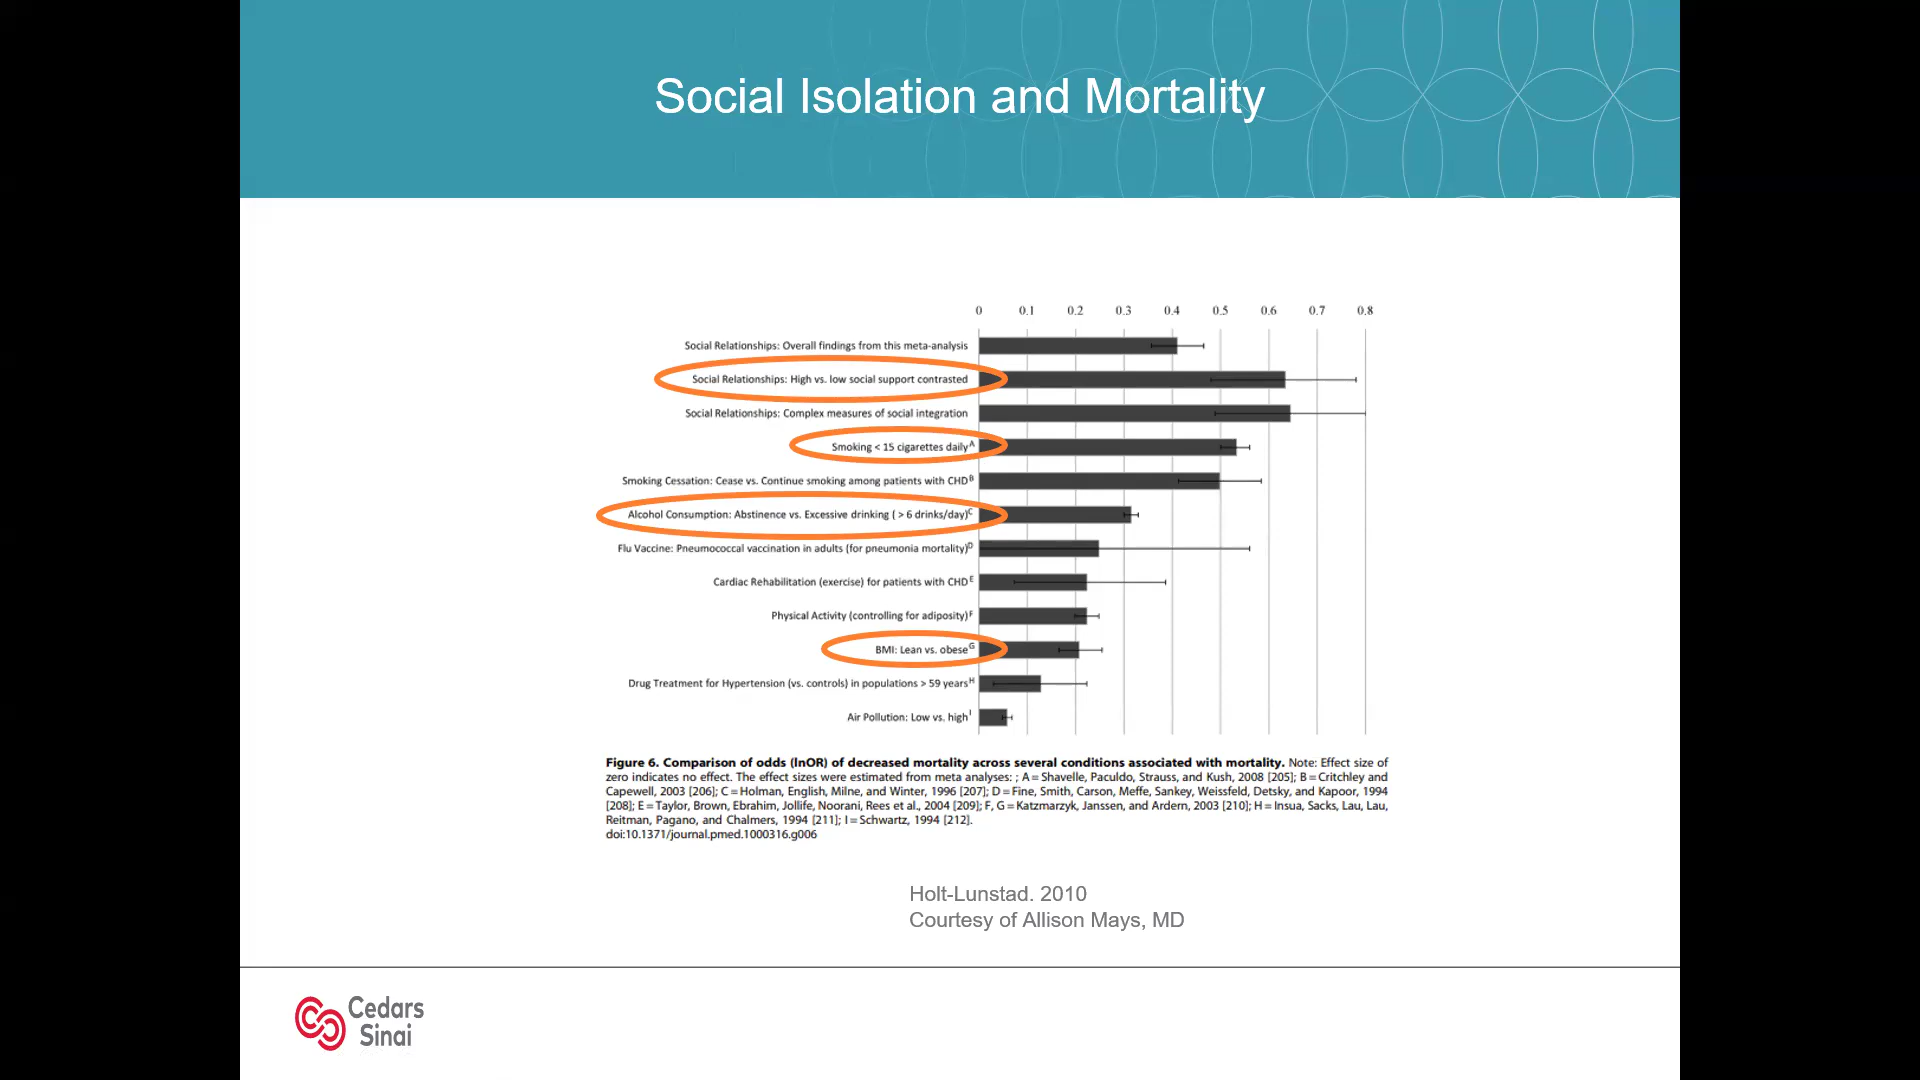 Social Isolation and Mortality
0 0.1 0.2 0.3 0.4 0.5 0.6 0.7 0.8
Social Relationships: Overall findings from this meta-analysis
Social Relationships: High vs. low social support contrasted
Social Relationships: Complex measures of social integration
Smoking < 15 cigarettes daily A
Smoking Cessation: Cease vs. Continue smoking among patients with CHD B
Alcohol Consumption: Abstinence vs. Excessive drinking ( > 6 drinks/day) C
Flu Vaccine: Pneumococcal vaccination in adults (for pneumonia mortality) D
Cardiac Rehabilitation (exercise) for patients with CHD E
Physical Activity (controlling for adiposity) F
BMI: Lean vs. obese G
Drug Treatment for Hypertension (vs. controls) in populations > 59 years H
Air Pollution: Low vs. high I
Figure 6. Comparison of odds (lnOR) of decreased mortality across several conditions associated with mortality. Note: Effect size of
zero indicates no effect. The effect sizes were estimated from meta analyses: ; A = Shavelle, Paculdo, Strauss, and Kush, 2008 [205]; B = Critchley and
Capewell, 2003 [206]; C = Holman, English, Milne, and Winter, 1996 [207]; D = Fine, Smith, Carson, Meffe, Sankey, Weissfeld, Detsky, and Kapoor, 1994
[208]; E = Taylor, Brown, Ebrahim, Jollife, Noorani, Rees et al., 2004 [209]; F, G = Katzmarzyk, Janssen, and Ardern, 2003 [210]; H = Insua, Sacks, Lau, Lau,
Reitman, Pagano, and Chalmers, 1994 [211]; I = Schwartz, 1994 [212].
doi:10.1371/journal.pmed.1000316.g006
Holt-Lunstad. 2010
Courtesy of Allison Mays, MD
Cedars
Sinai